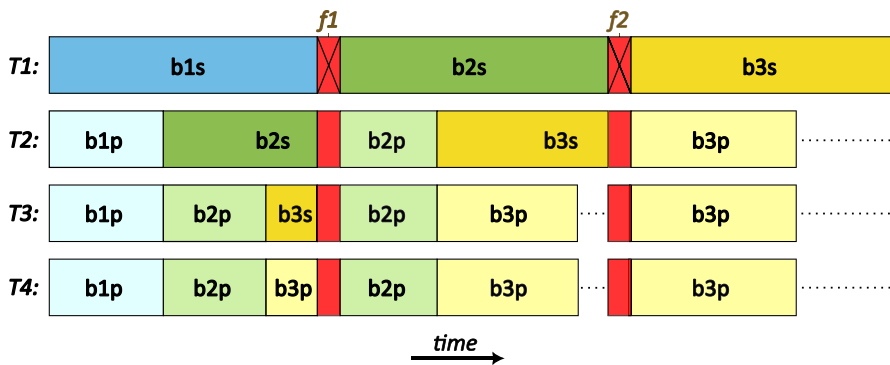 f1 f2
T1: b1s b2s b3s
T2: b1p b2s b2p b3s b3p
T3: b1p b2p b3s b2p b3p b3p
T4: b1p b2p b3p b2p b3p b3p
time